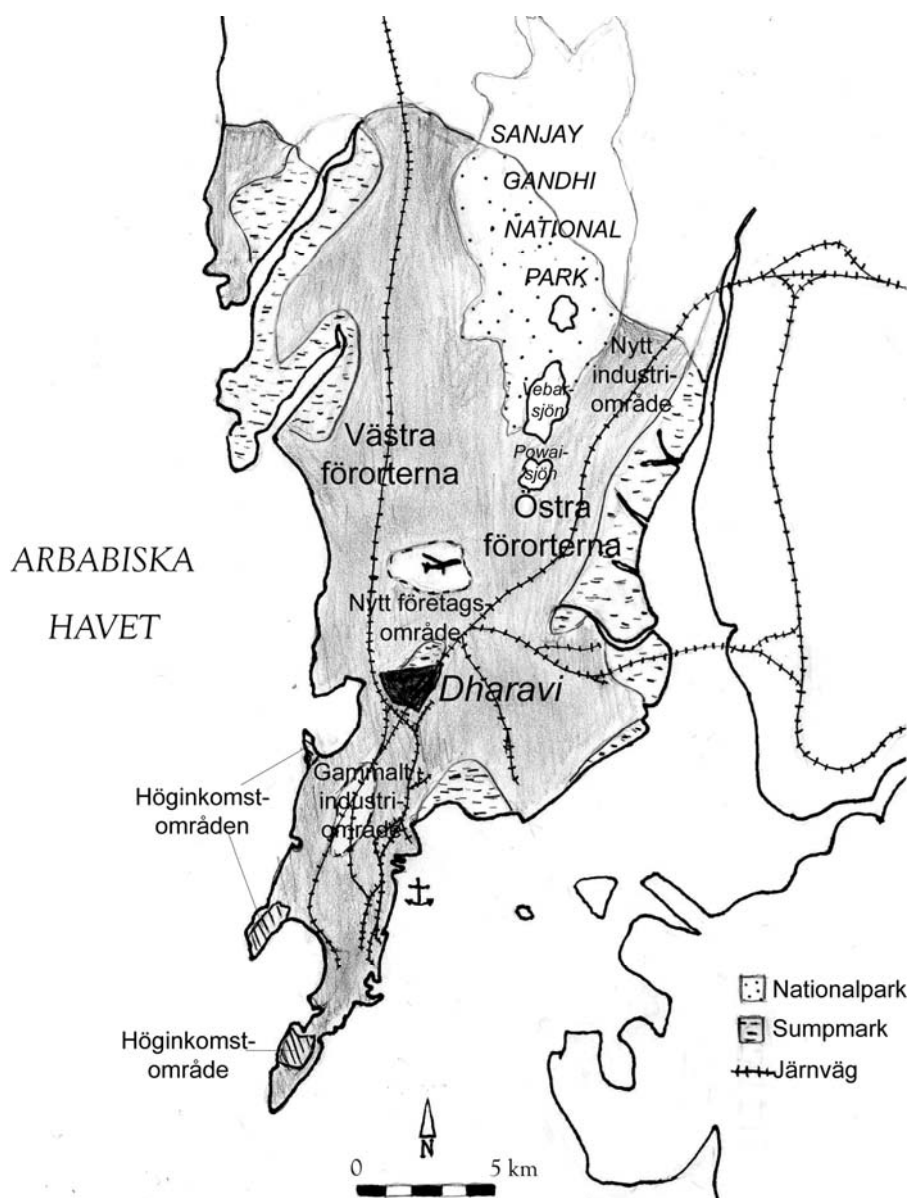 SANJAY
GANDHI
NATIONAL
PARK
Nytt
industri-
område
Vebar-
sjön
Västra
förorterna
Powai-
sjön
Östra
förorterna
ARBABISKA
HAVET
Nytt företags-
område
Dharavi
Gammalt
industri-
område
Höginkomst-
områden
Höginkomst-
område
Nationalpark
Sumpmark
Järnväg
N
0 5 km